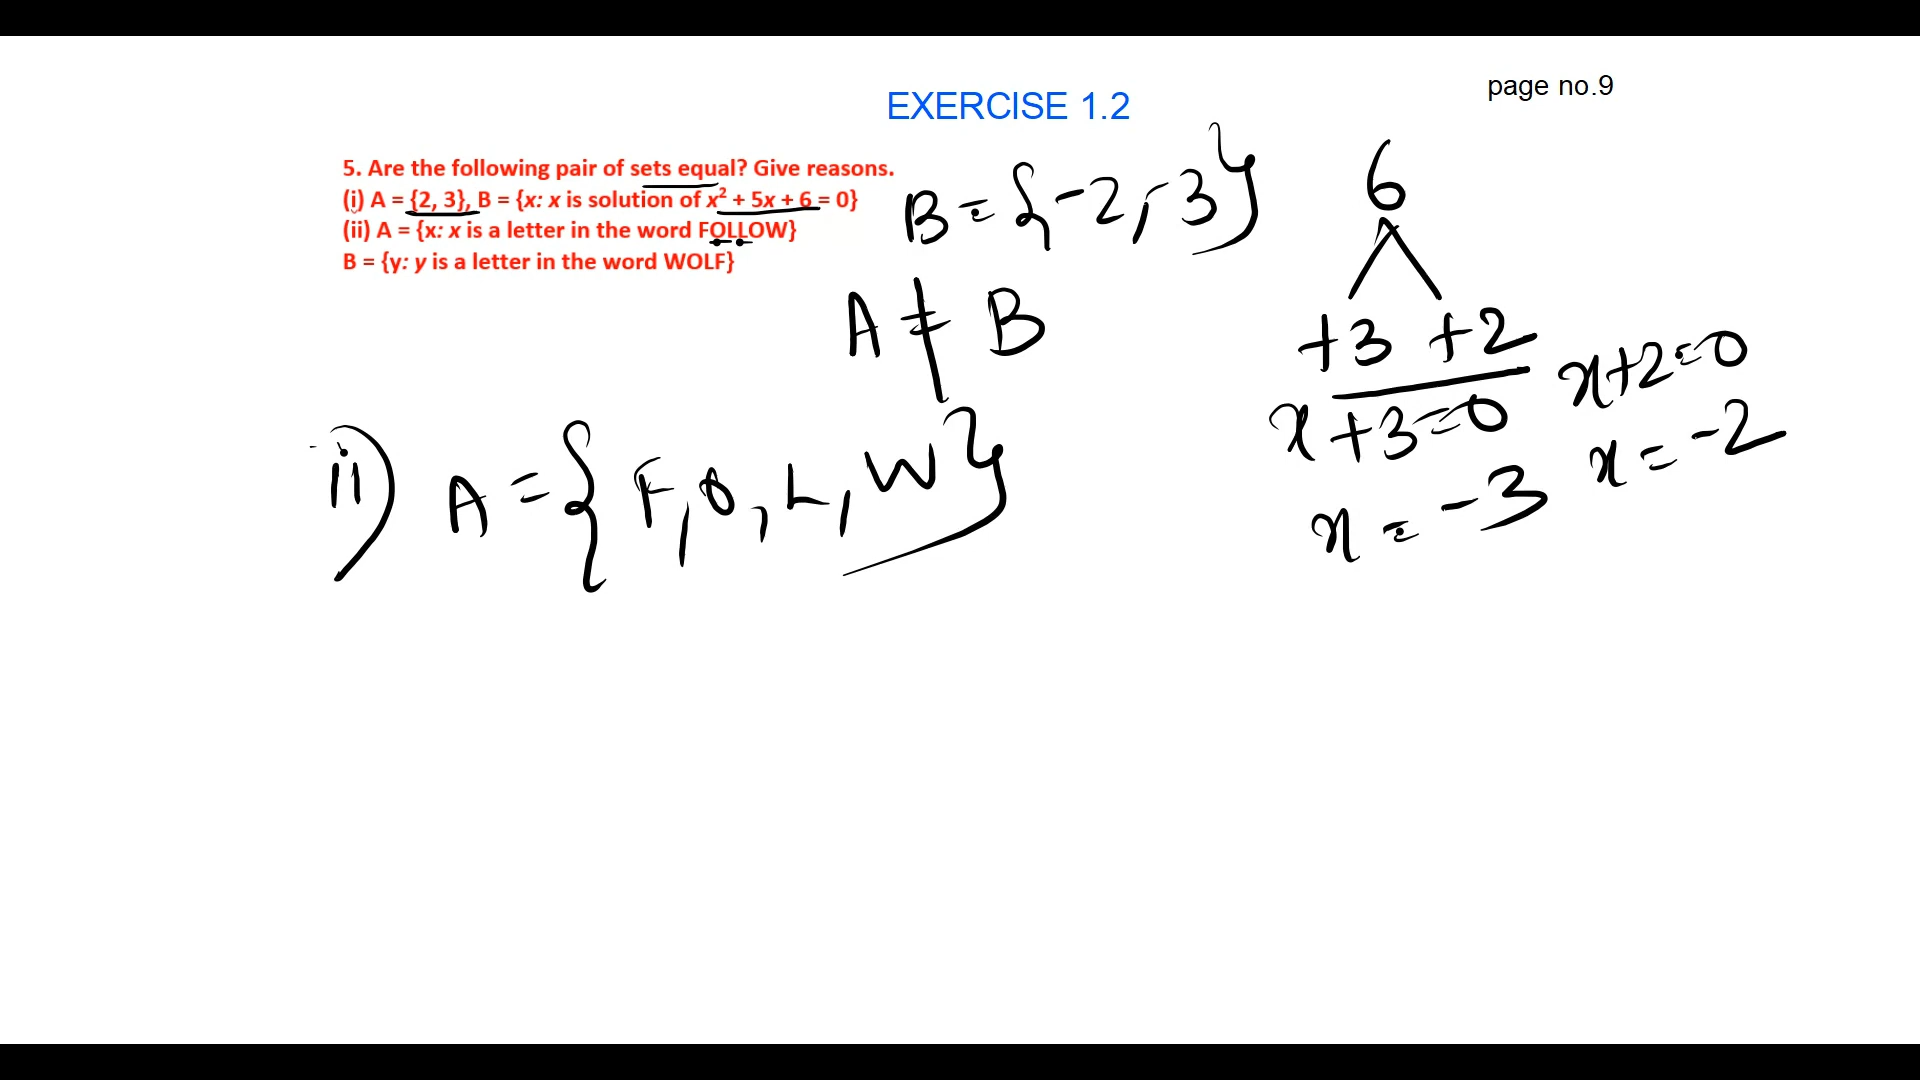 page no.9
EXERCISE 1.2
5. Are the following pair of sets equal? Give reasons.
(i) A = {2, 3}, B = {x: x is solution of x² + 5x + 6 = 0}
(ii) A = {x: x is a letter in the word FOLLOW}
B = {y: y is a letter in the word WOLF}
B = {-2, -3}
A ≠ B
6
+3 +2
x+3=0
x = -3
x+2=0
x = -2
ii) A = {F, O, L, W}